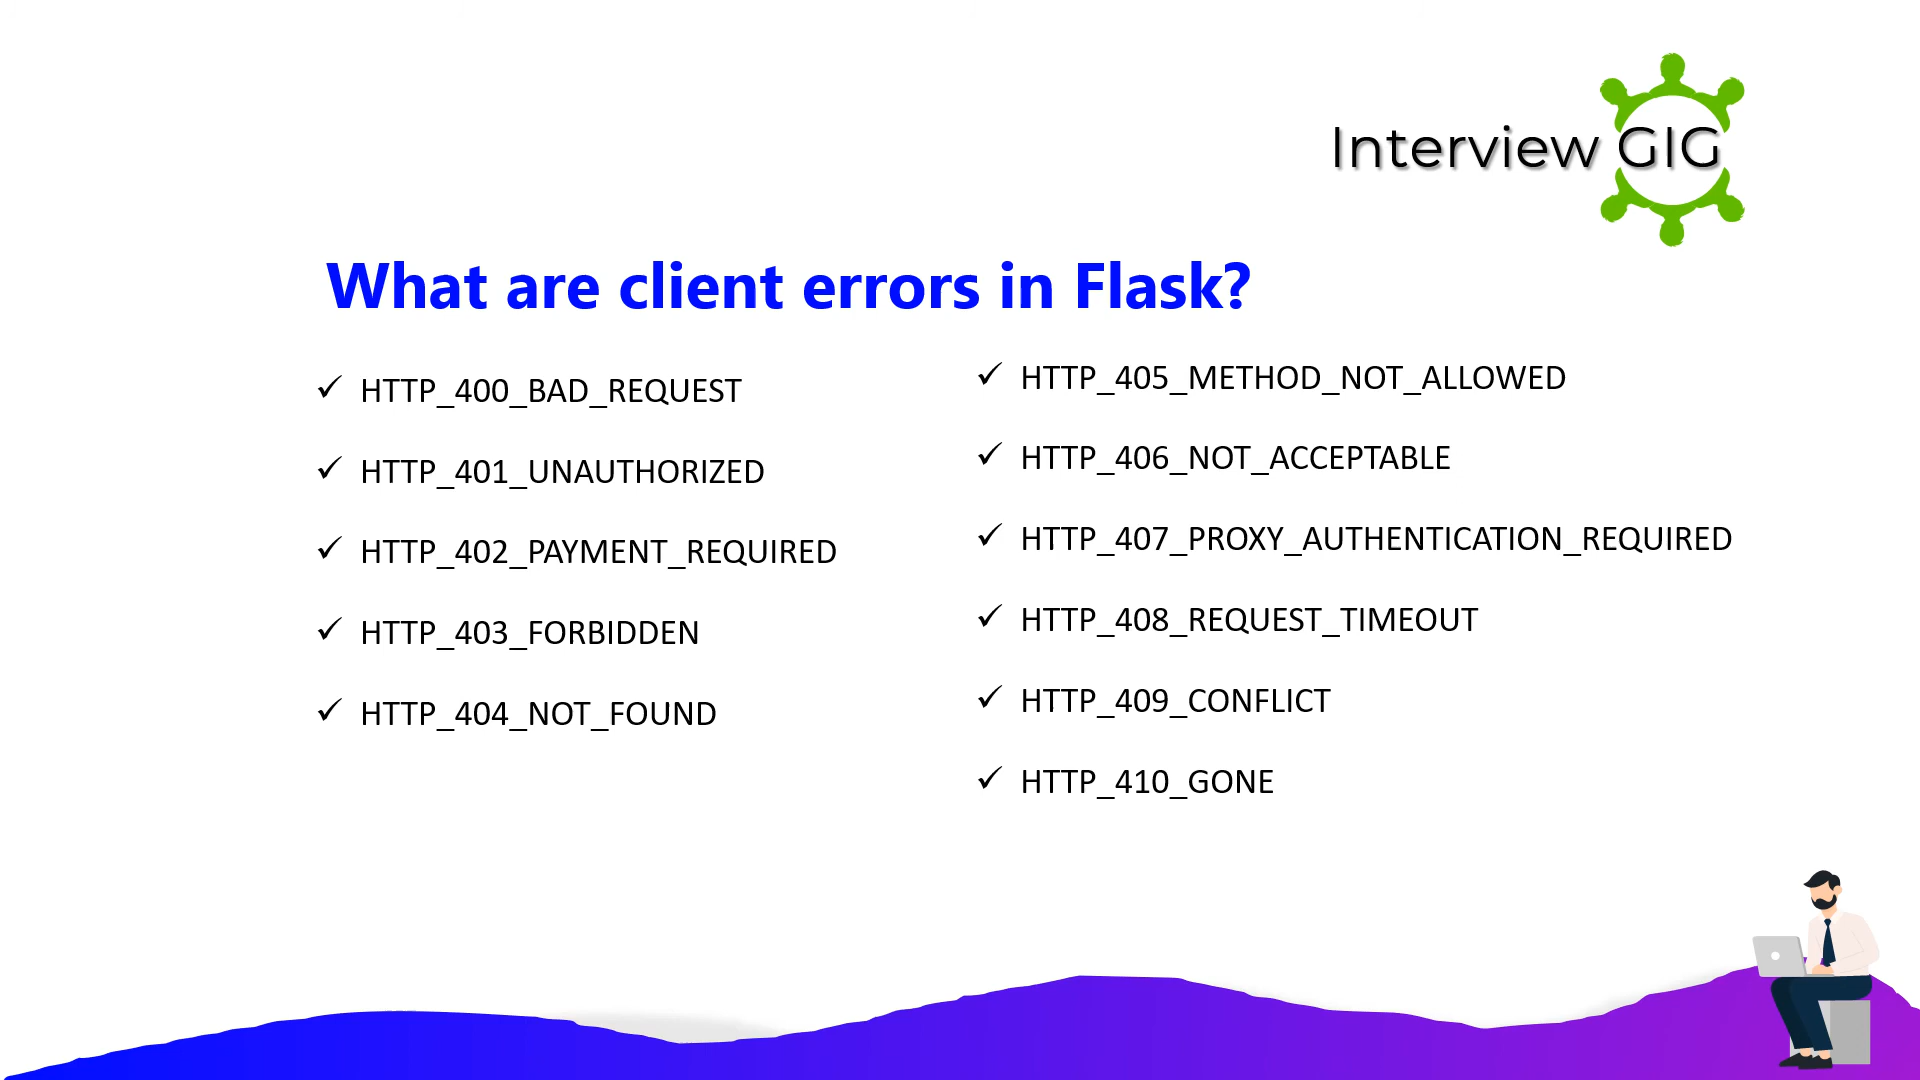 Interview GIG
What are client errors in Flask?
✓ HTTP_400_BAD_REQUEST
✓ HTTP_401_UNAUTHORIZED
✓ HTTP_402_PAYMENT_REQUIRED
✓ HTTP_403_FORBIDDEN
✓ HTTP_404_NOT_FOUND
✓ HTTP_405_METHOD_NOT_ALLOWED
✓ HTTP_406_NOT_ACCEPTABLE
✓ HTTP_407_PROXY_AUTHENTICATION_REQUIRED
✓ HTTP_408_REQUEST_TIMEOUT
✓ HTTP_409_CONFLICT
✓ HTTP_410_GONE